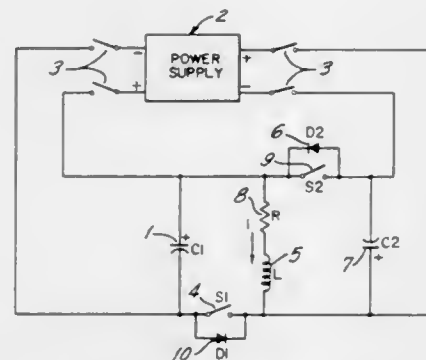 2
3
POWER
SUPPLY
-
+
+
-
3
6
D2
9
S2
8
R
1
+
C1
I
5
L
7
C2
+
4
S1
10
D1